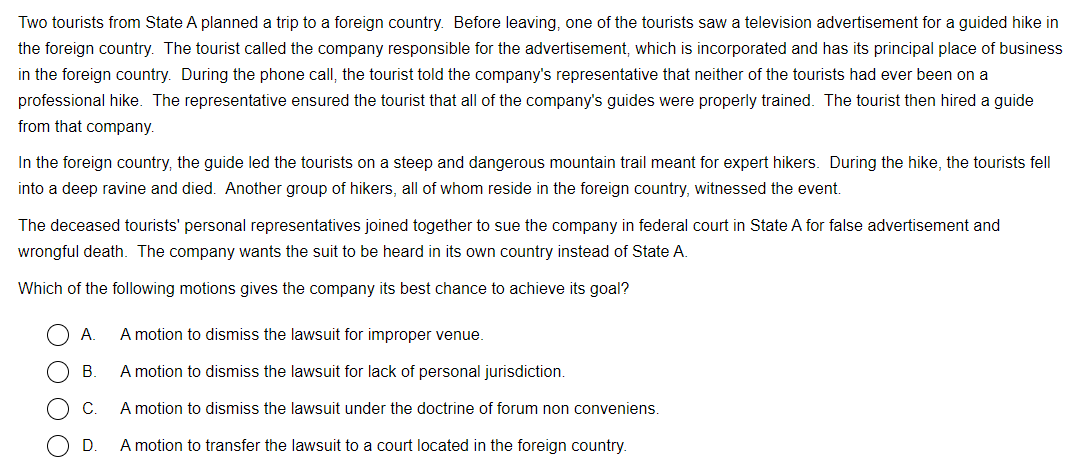 Two tourists from State A planned a trip to a foreign country.  Before leaving, one of the tourists saw a television advertisement for a guided hike in
the foreign country.  The tourist called the company responsible for the advertisement, which is incorporated and has its principal place of business
in the foreign country.  During the phone call, the tourist told the company's representative that neither of the tourists had ever been on a
professional hike.  The representative ensured the tourist that all of the company's guides were properly trained.  The tourist then hired a guide
from that company.
In the foreign country, the guide led the tourists on a steep and dangerous mountain trail meant for expert hikers.  During the hike, the tourists fell
into a deep ravine and died.  Another group of hikers, all of whom reside in the foreign country, witnessed the event.
The deceased tourists' personal representatives joined together to sue the company in federal court in State A for false advertisement and
wrongful death.  The company wants the suit to be heard in its own country instead of State A.
Which of the following motions gives the company its best chance to achieve its goal?
A. A motion to dismiss the lawsuit for improper venue.
B. A motion to dismiss the lawsuit for lack of personal jurisdiction.
C. A motion to dismiss the lawsuit under the doctrine of forum non conveniens.
D. A motion to transfer the lawsuit to a court located in the foreign country.